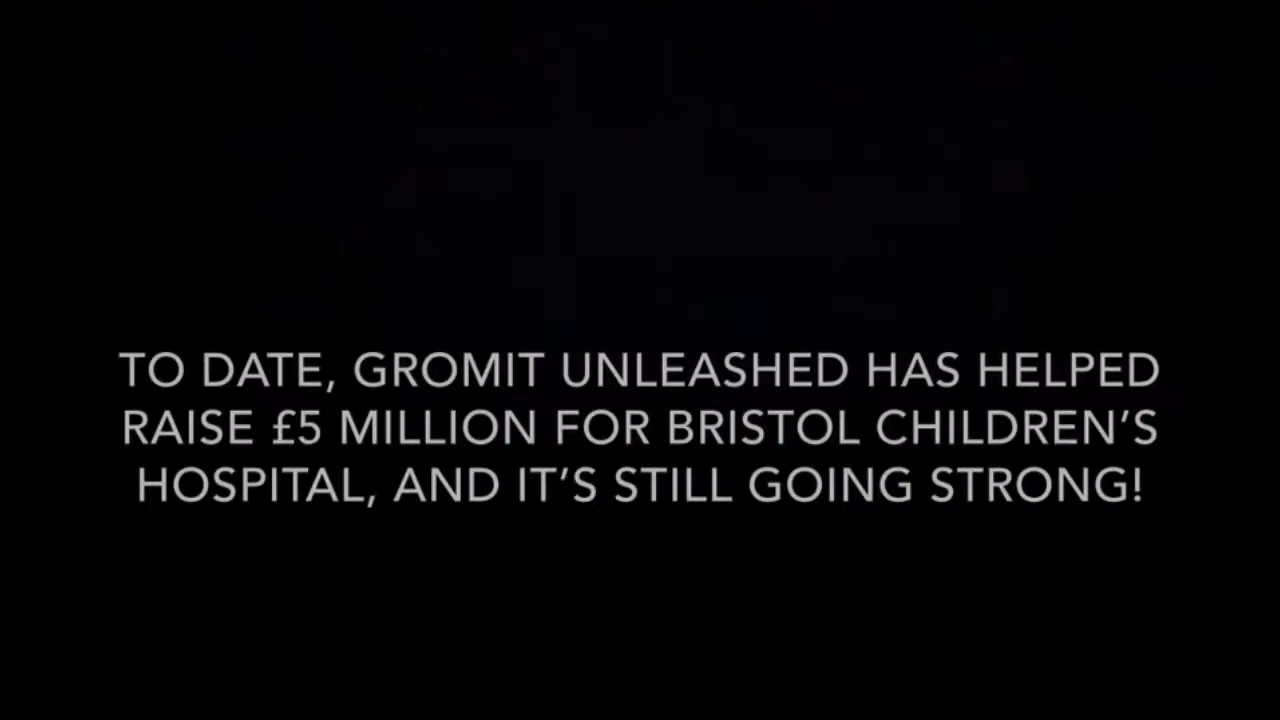 TO DATE, GROMIT UNLEASHED HAS HELPED
RAISE £5 MILLION FOR BRISTOL CHILDREN’S
HOSPITAL, AND IT’S STILL GOING STRONG!